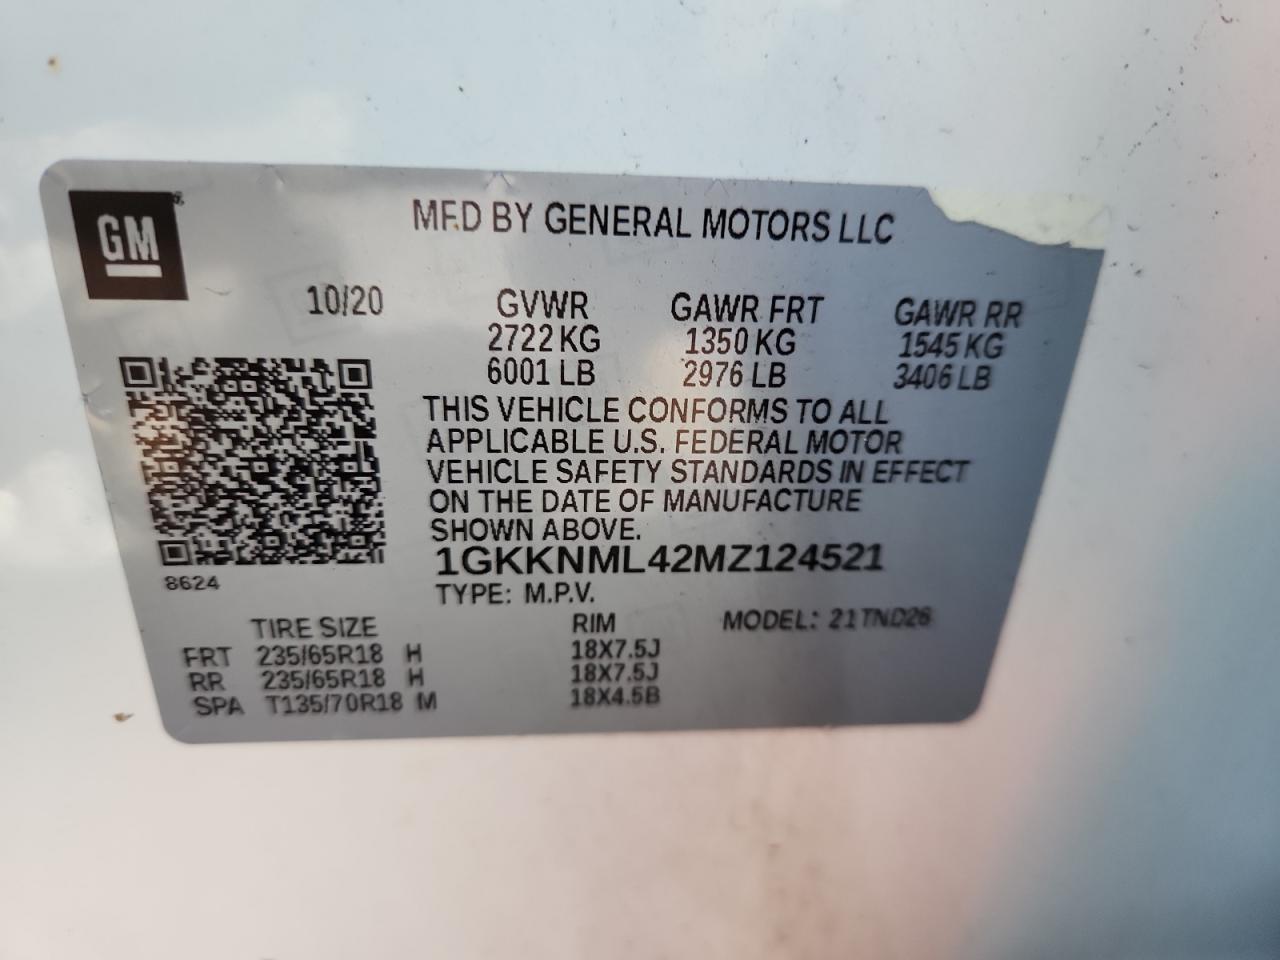 GM
MFD BY GENERAL MOTORS LLC
10/20 GVWR GAWR FRT GAWR RR
2722 KG 1350 KG 1545 KG
6001 LB 2976 LB 3406 LB
THIS VEHICLE CONFORMS TO ALL
APPLICABLE U.S. FEDERAL MOTOR
VEHICLE SAFETY STANDARDS IN EFFECT
ON THE DATE OF MANUFACTURE
SHOWN ABOVE.
1GKKNML42MZ124521
8624
TYPE: M.P.V.
TIRE SIZE RIM MODEL: 21TND26
FRT 235/65R18 H 18X7.5J
RR 235/65R18 H 18X7.5J
SPA T135/70R18 M 18X4.5B